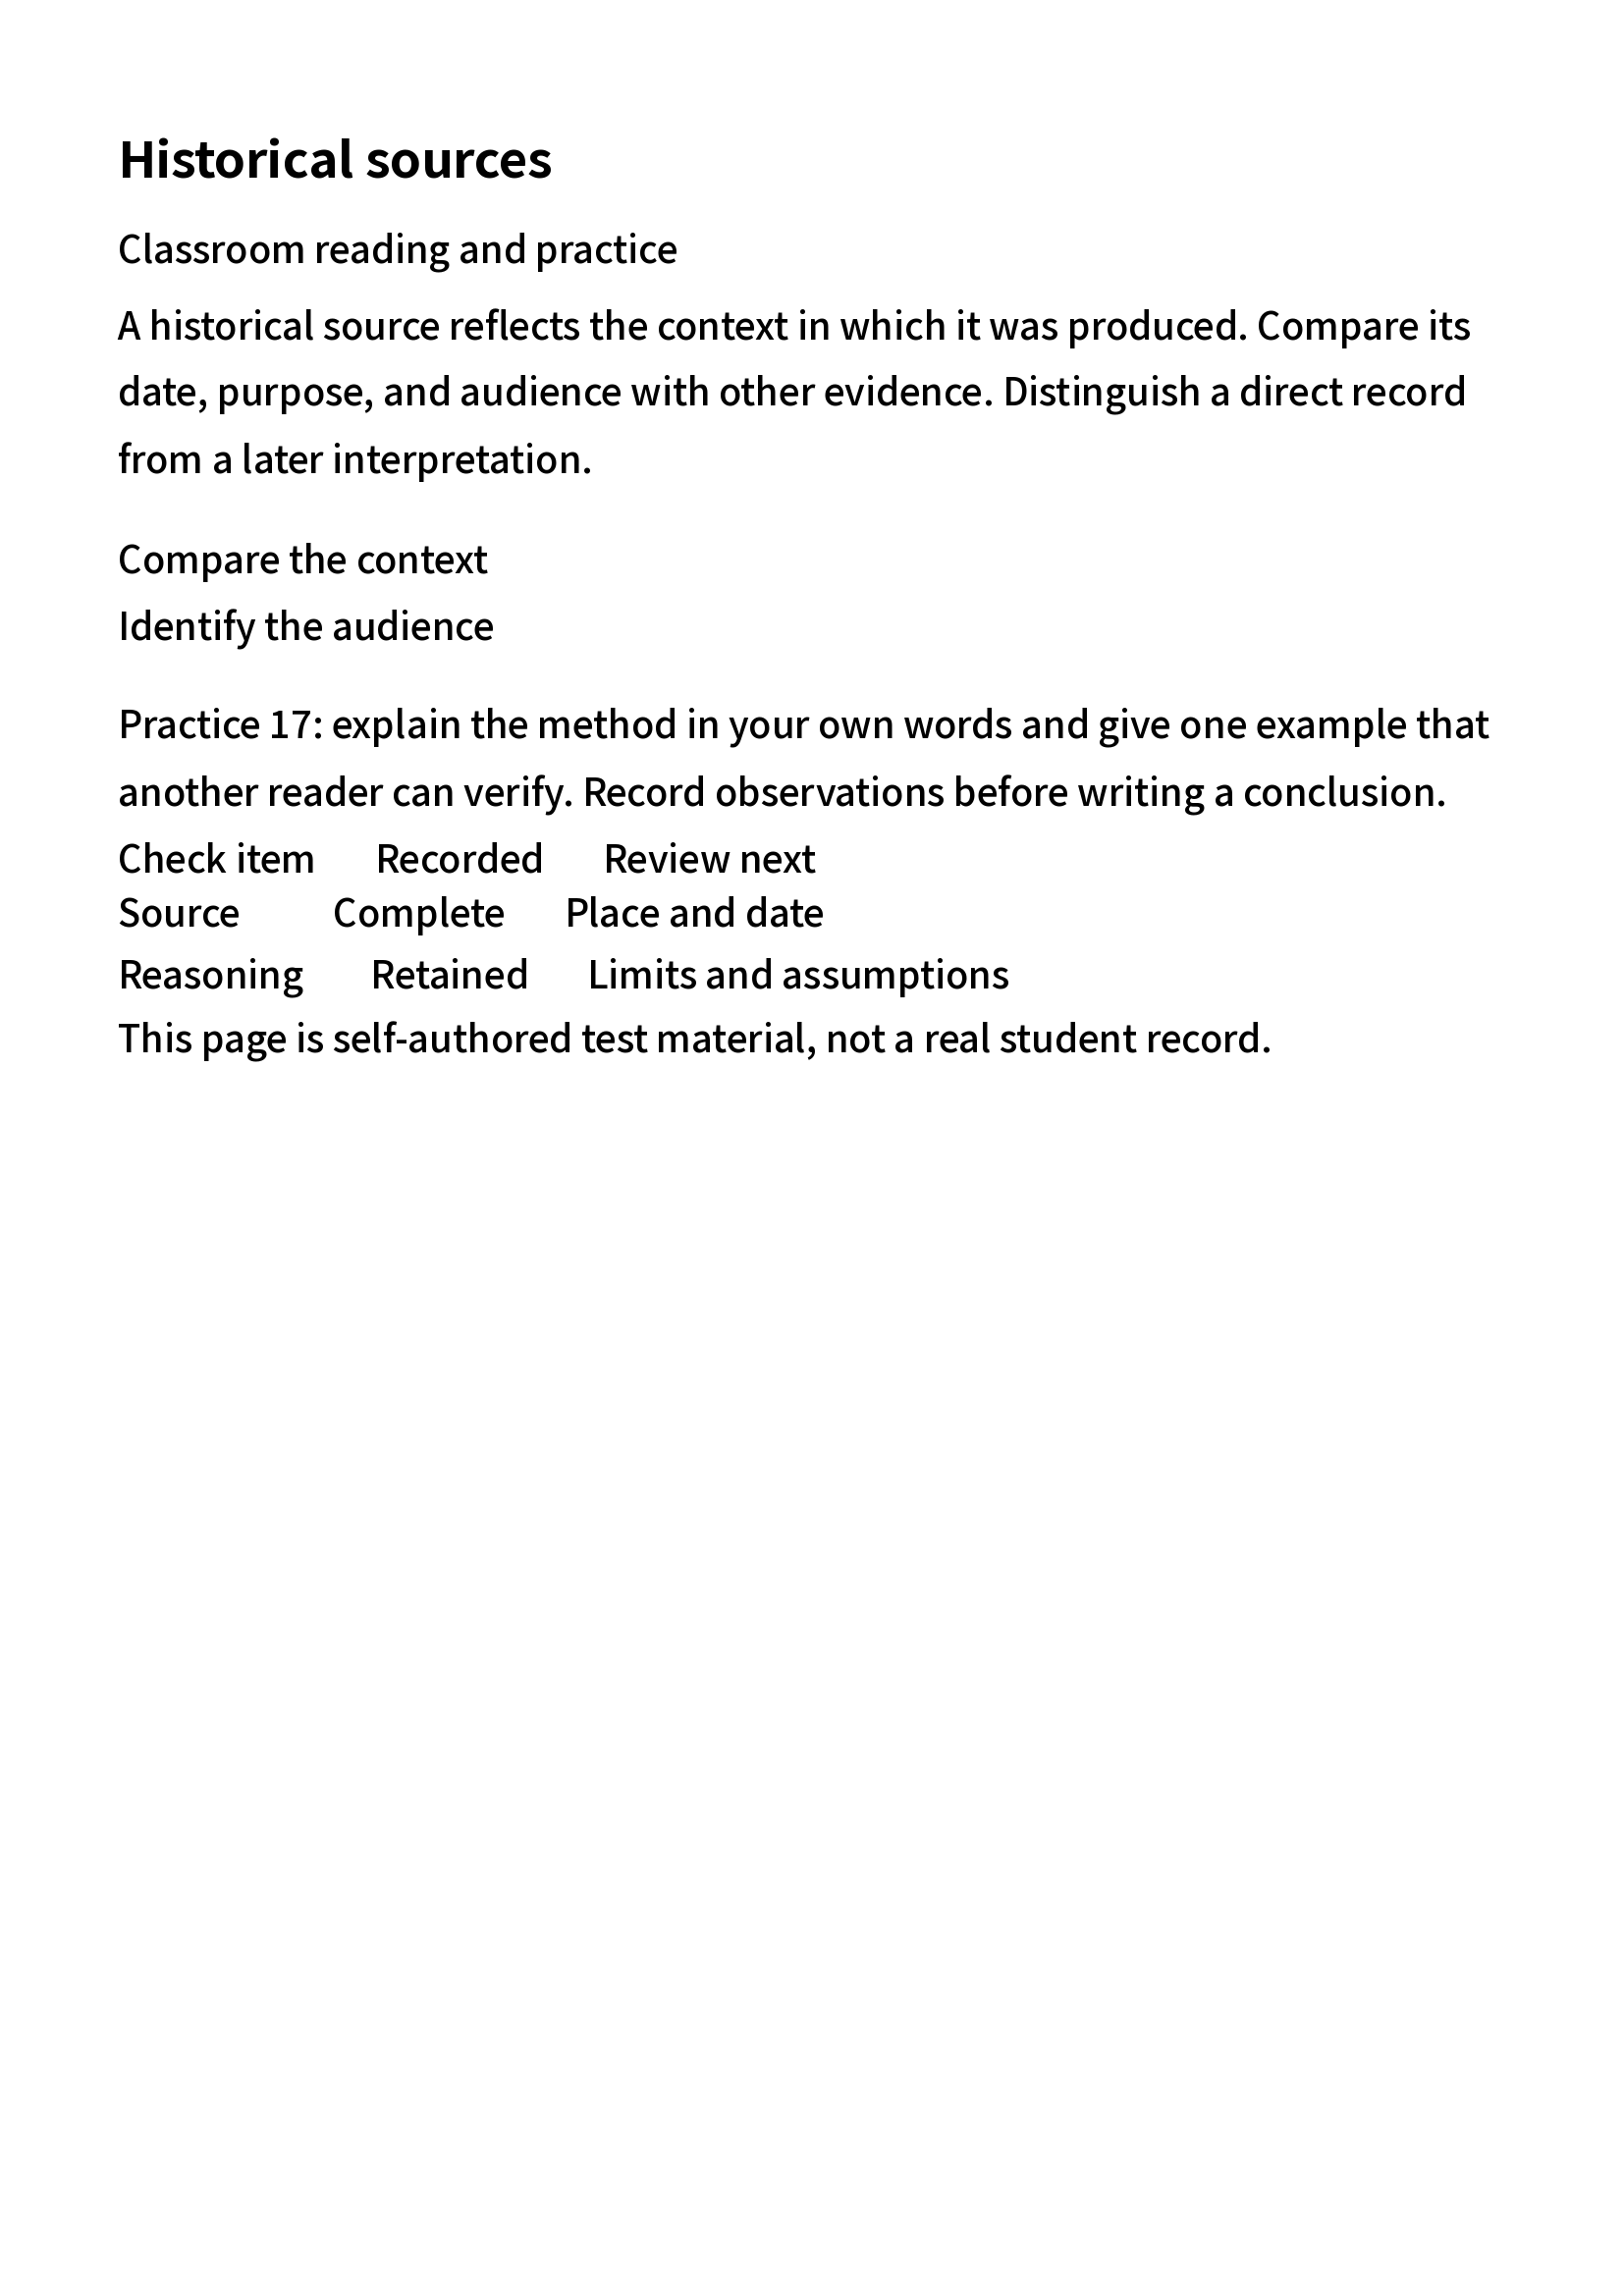 Historical sources
Classroom reading and practice
A historical source reflects the context in which it was produced. Compare its
date, purpose, and audience with other evidence. Distinguish a direct record
from a later interpretation.
Compare the context
Identify the audience
Practice 17: explain the method in your own words and give one example that
another reader can verify. Record observations before writing a conclusion.
Check item Recorded Review next
Source Complete Place and date
Reasoning Retained Limits and assumptions
This page is self-authored test material, not a real student record.